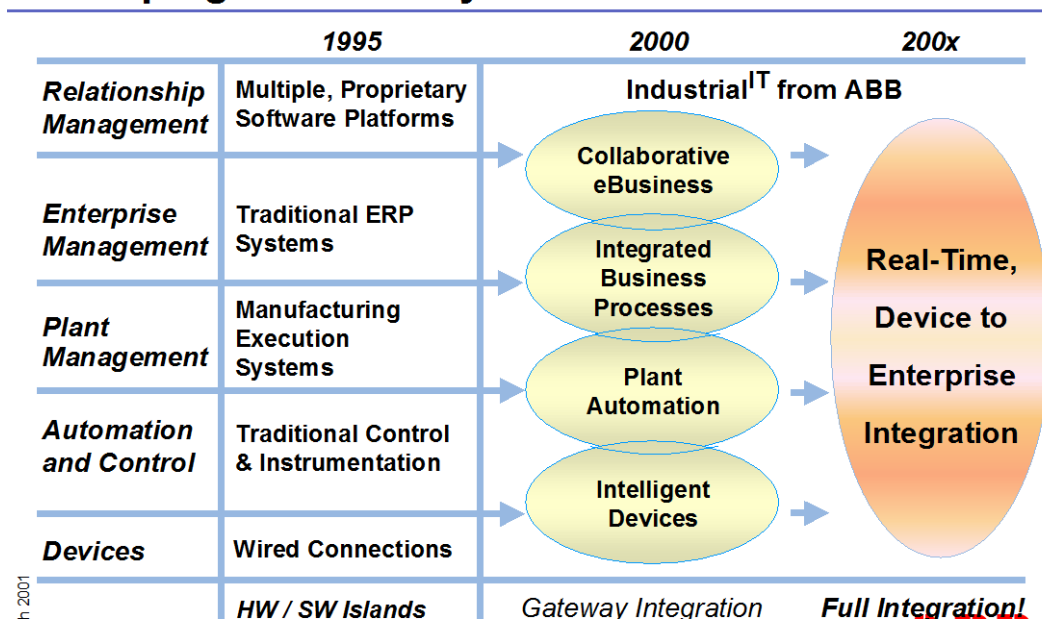 1995 2000 200x
Relationship
Management
Multiple, Proprietary
Software Platforms
Industrial^IT from ABB
Collaborative
eBusiness
Enterprise
Management
Traditional ERP
Systems
Integrated
Business
Processes
Real-Time,
Device to
Enterprise
Integration
Plant
Management
Manufacturing
Execution
Systems
Plant
Automation
Automation
and Control
Traditional Control
& Instrumentation
Intelligent
Devices
Devices
Wired Connections
HW / SW Islands
Gateway Integration
Full Integration!
2001